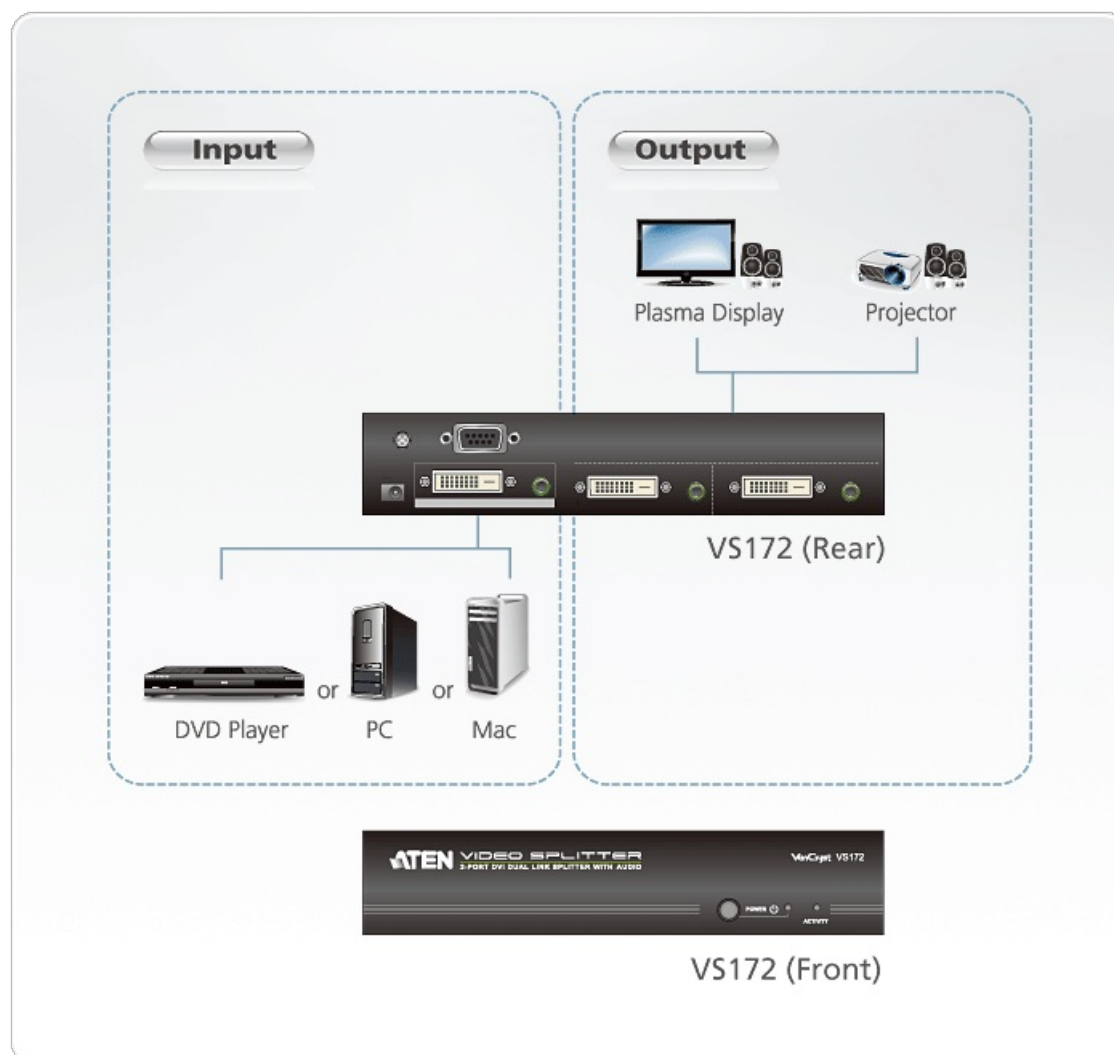 Input
Output
Plasma Display
Projector
VS172 (Rear)
or
or
DVD Player
PC
Mac
ATEN VIDEO SPLITTER
2-PORT DVI DUAL LINK SPLITTER WITH AUDIO
VanCryst VS172
POWER
ACTIVITY
VS172 (Front)